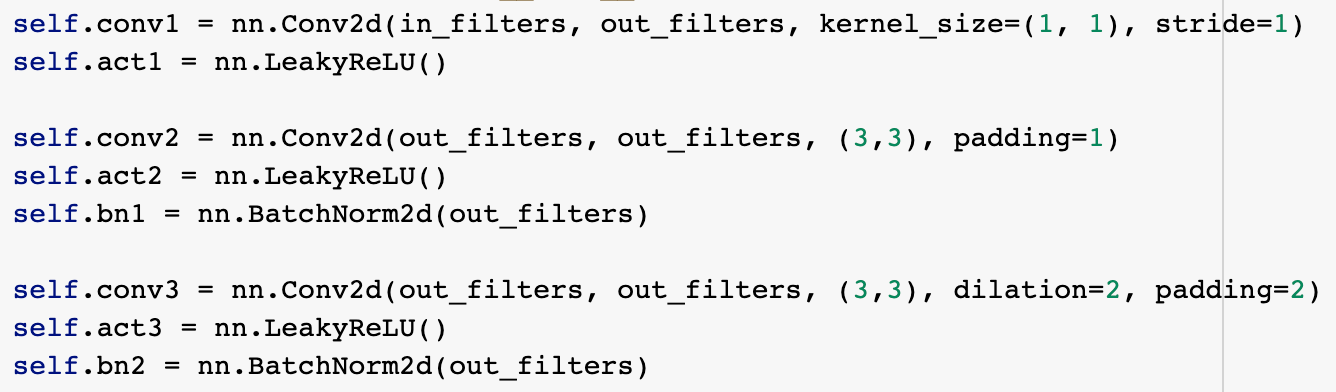 self.conv1 = nn.Conv2d(in_filters, out_filters, kernel_size=(1, 1), stride=1)
self.act1 = nn.LeakyReLU()
self.conv2 = nn.Conv2d(out_filters, out_filters, (3,3), padding=1)
self.act2 = nn.LeakyReLU()
self.bn1 = nn.BatchNorm2d(out_filters)
self.conv3 = nn.Conv2d(out_filters, out_filters, (3,3), dilation=2, padding=2)
self.act3 = nn.LeakyReLU()
self.bn2 = nn.BatchNorm2d(out_filters)